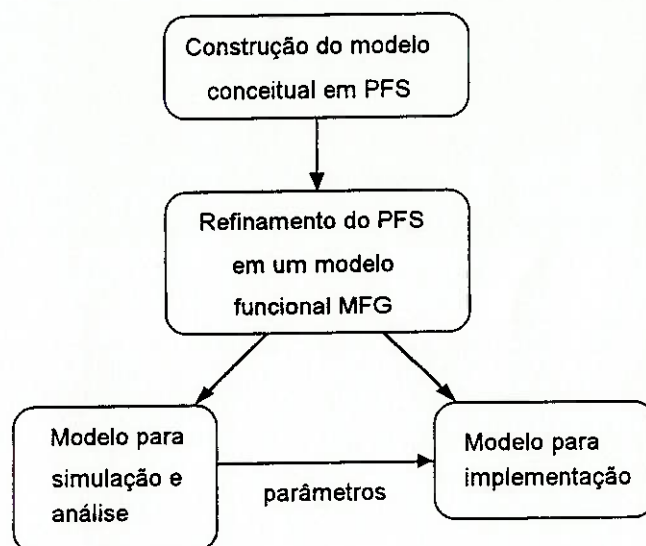 Construção do modelo
conceitual em PFS
Refinamento do PFS
em um modelo
funcional MFG
Modelo para
simulação e
análise
parâmetros
Modelo para
implementação